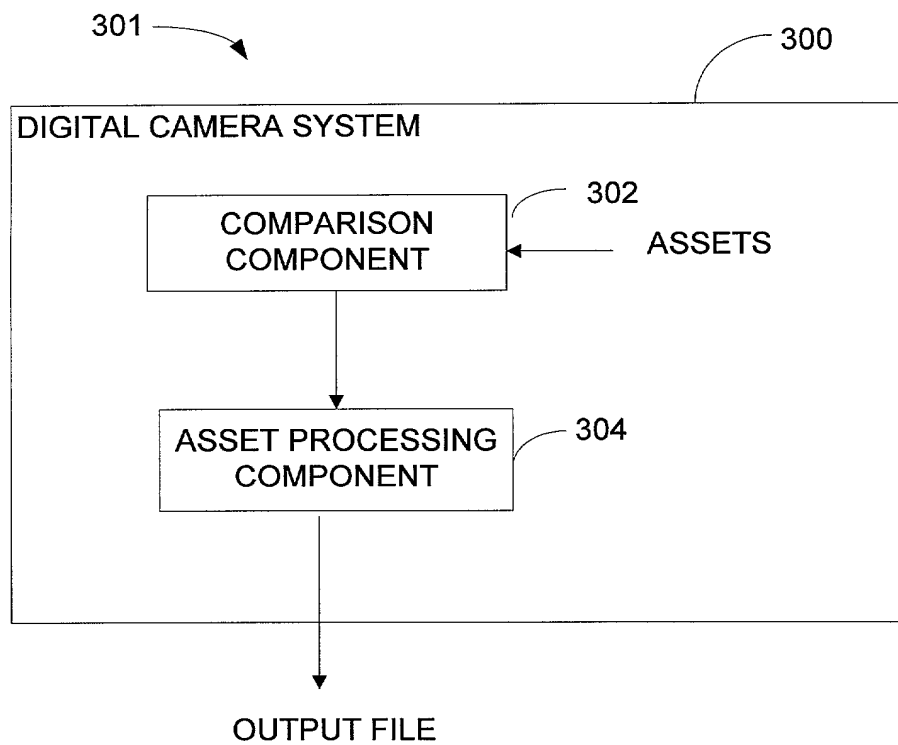 301
300
DIGITAL CAMERA SYSTEM
302
COMPARISON
COMPONENT
ASSETS
304
ASSET PROCESSING
COMPONENT
OUTPUT FILE